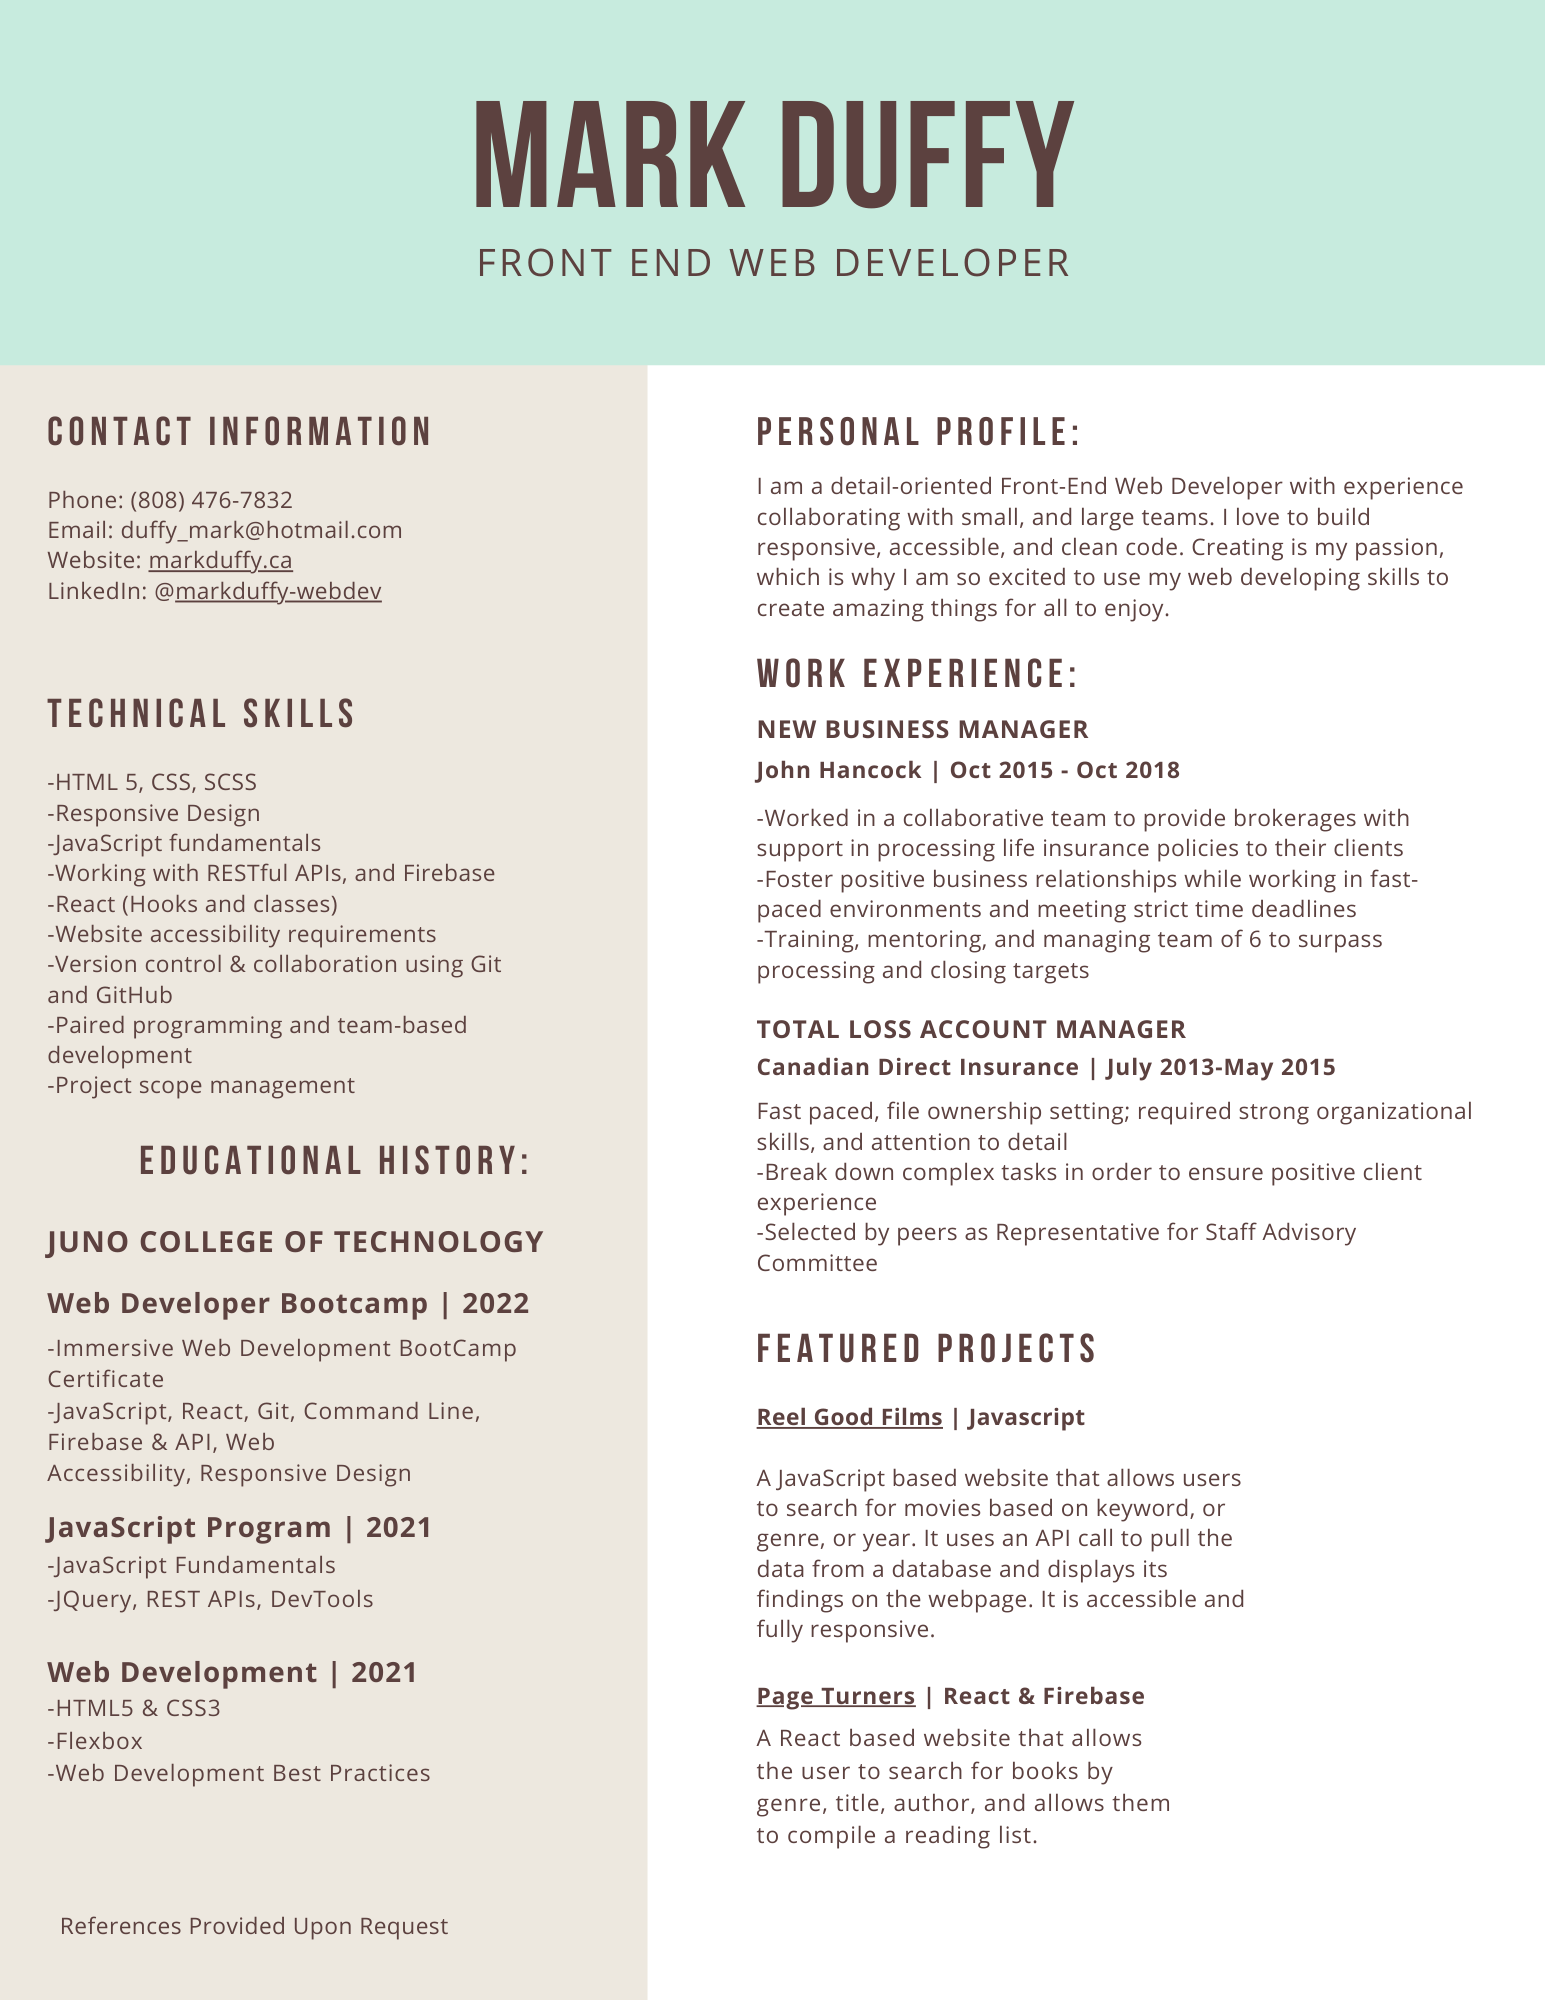 MARK DUFFY
FRONT END WEB DEVELOPER
CONTACT INFORMATION
Phone: (808) 476-7832
Email: duffy_mark@hotmail.com
Website: markduffy.ca
LinkedIn: @markduffy-webdev
TECHNICAL SKILLS
-HTML 5, CSS, SCSS
-Responsive Design
-JavaScript fundamentals
-Working with RESTful APIs, and Firebase
-React (Hooks and classes)
-Website accessibility requirements
-Version control & collaboration using Git
and GitHub
-Paired programming and team-based
development
-Project scope management
EDUCATIONAL HISTORY:
JUNO COLLEGE OF TECHNOLOGY
Web Developer Bootcamp | 2022
-Immersive Web Development BootCamp
Certificate
-JavaScript, React, Git, Command Line,
Firebase & API, Web
Accessibility, Responsive Design
JavaScript Program | 2021
-JavaScript Fundamentals
-JQuery, REST APIs, DevTools
Web Development | 2021
-HTML5 & CSS3
-Flexbox
-Web Development Best Practices
References Provided Upon Request
PERSONAL PROFILE:
I am a detail-oriented Front-End Web Developer with experience
collaborating with small, and large teams. I love to build
responsive, accessible, and clean code. Creating is my passion,
which is why I am so excited to use my web developing skills to
create amazing things for all to enjoy.
WORK EXPERIENCE:
NEW BUSINESS MANAGER
John Hancock | Oct 2015 - Oct 2018
-Worked in a collaborative team to provide brokerages with
support in processing life insurance policies to their clients
-Foster positive business relationships while working in fast-
paced environments and meeting strict time deadlines
-Training, mentoring, and managing team of 6 to surpass
processing and closing targets
TOTAL LOSS ACCOUNT MANAGER
Canadian Direct Insurance | July 2013-May 2015
Fast paced, file ownership setting; required strong organizational
skills, and attention to detail
-Break down complex tasks in order to ensure positive client
experience
-Selected by peers as Representative for Staff Advisory
Committee
FEATURED PROJECTS
Reel Good Films | Javascript
A JavaScript based website that allows users
to search for movies based on keyword, or
genre, or year. It uses an API call to pull the
data from a database and displays its
findings on the webpage. It is accessible and
fully responsive.
Page Turners | React & Firebase
A React based website that allows
the user to search for books by
genre, title, author, and allows them
to compile a reading list.